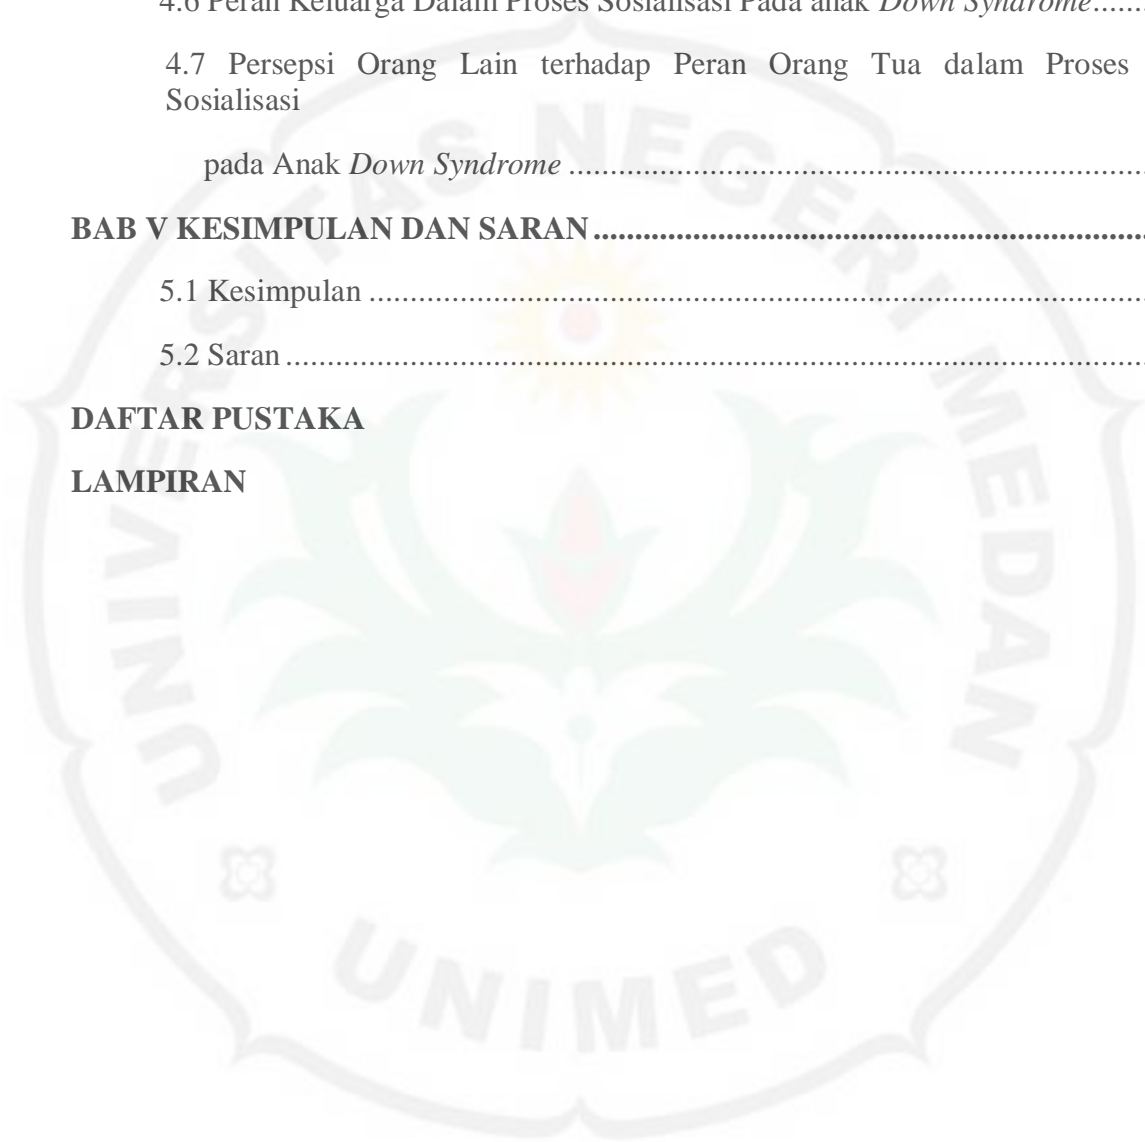 4.6 Peran Keluarga Dalam Proses Sosialisasi Pada anak Down Syndrome......
4.7 Persepsi Orang Lain terhadap Peran Orang Tua dalam Proses
Sosialisasi
pada Anak Down Syndrome ......................................................................
BAB V KESIMPULAN DAN SARAN...................................................................
5.1 Kesimpulan ...............................................................................................
5.2 Saran .........................................................................................................
DAFTAR PUSTAKA
LAMPIRAN
UNIVERSITAS NEGERI MEDAN
UNIMED